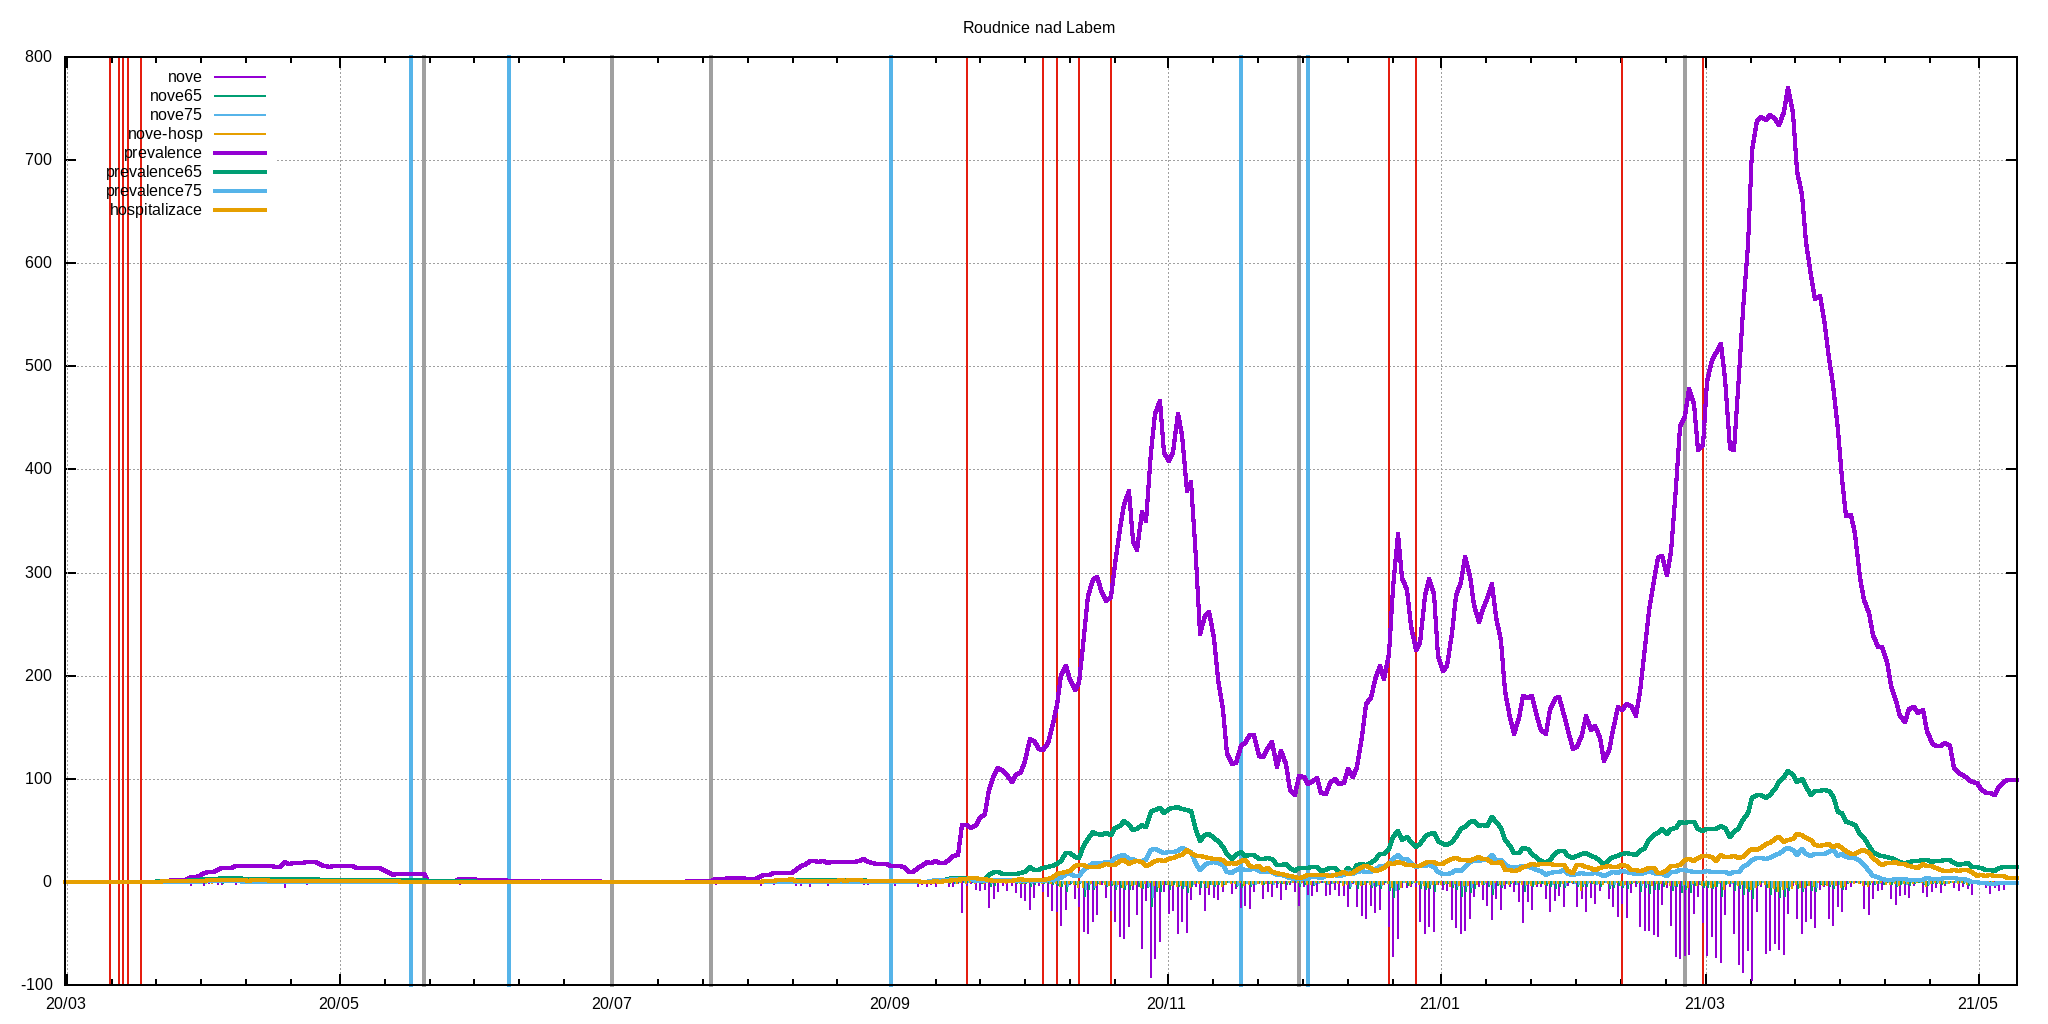 Roudnice nad Labem
800
700
600
500
400
300
200
100
0
-100
nove
nove65
nove75
nove-hosp
prevalence
prevalence65
prevalence75
hospitalizace
20/03 20/05 20/07 20/09 20/11 21/01 21/03 21/05